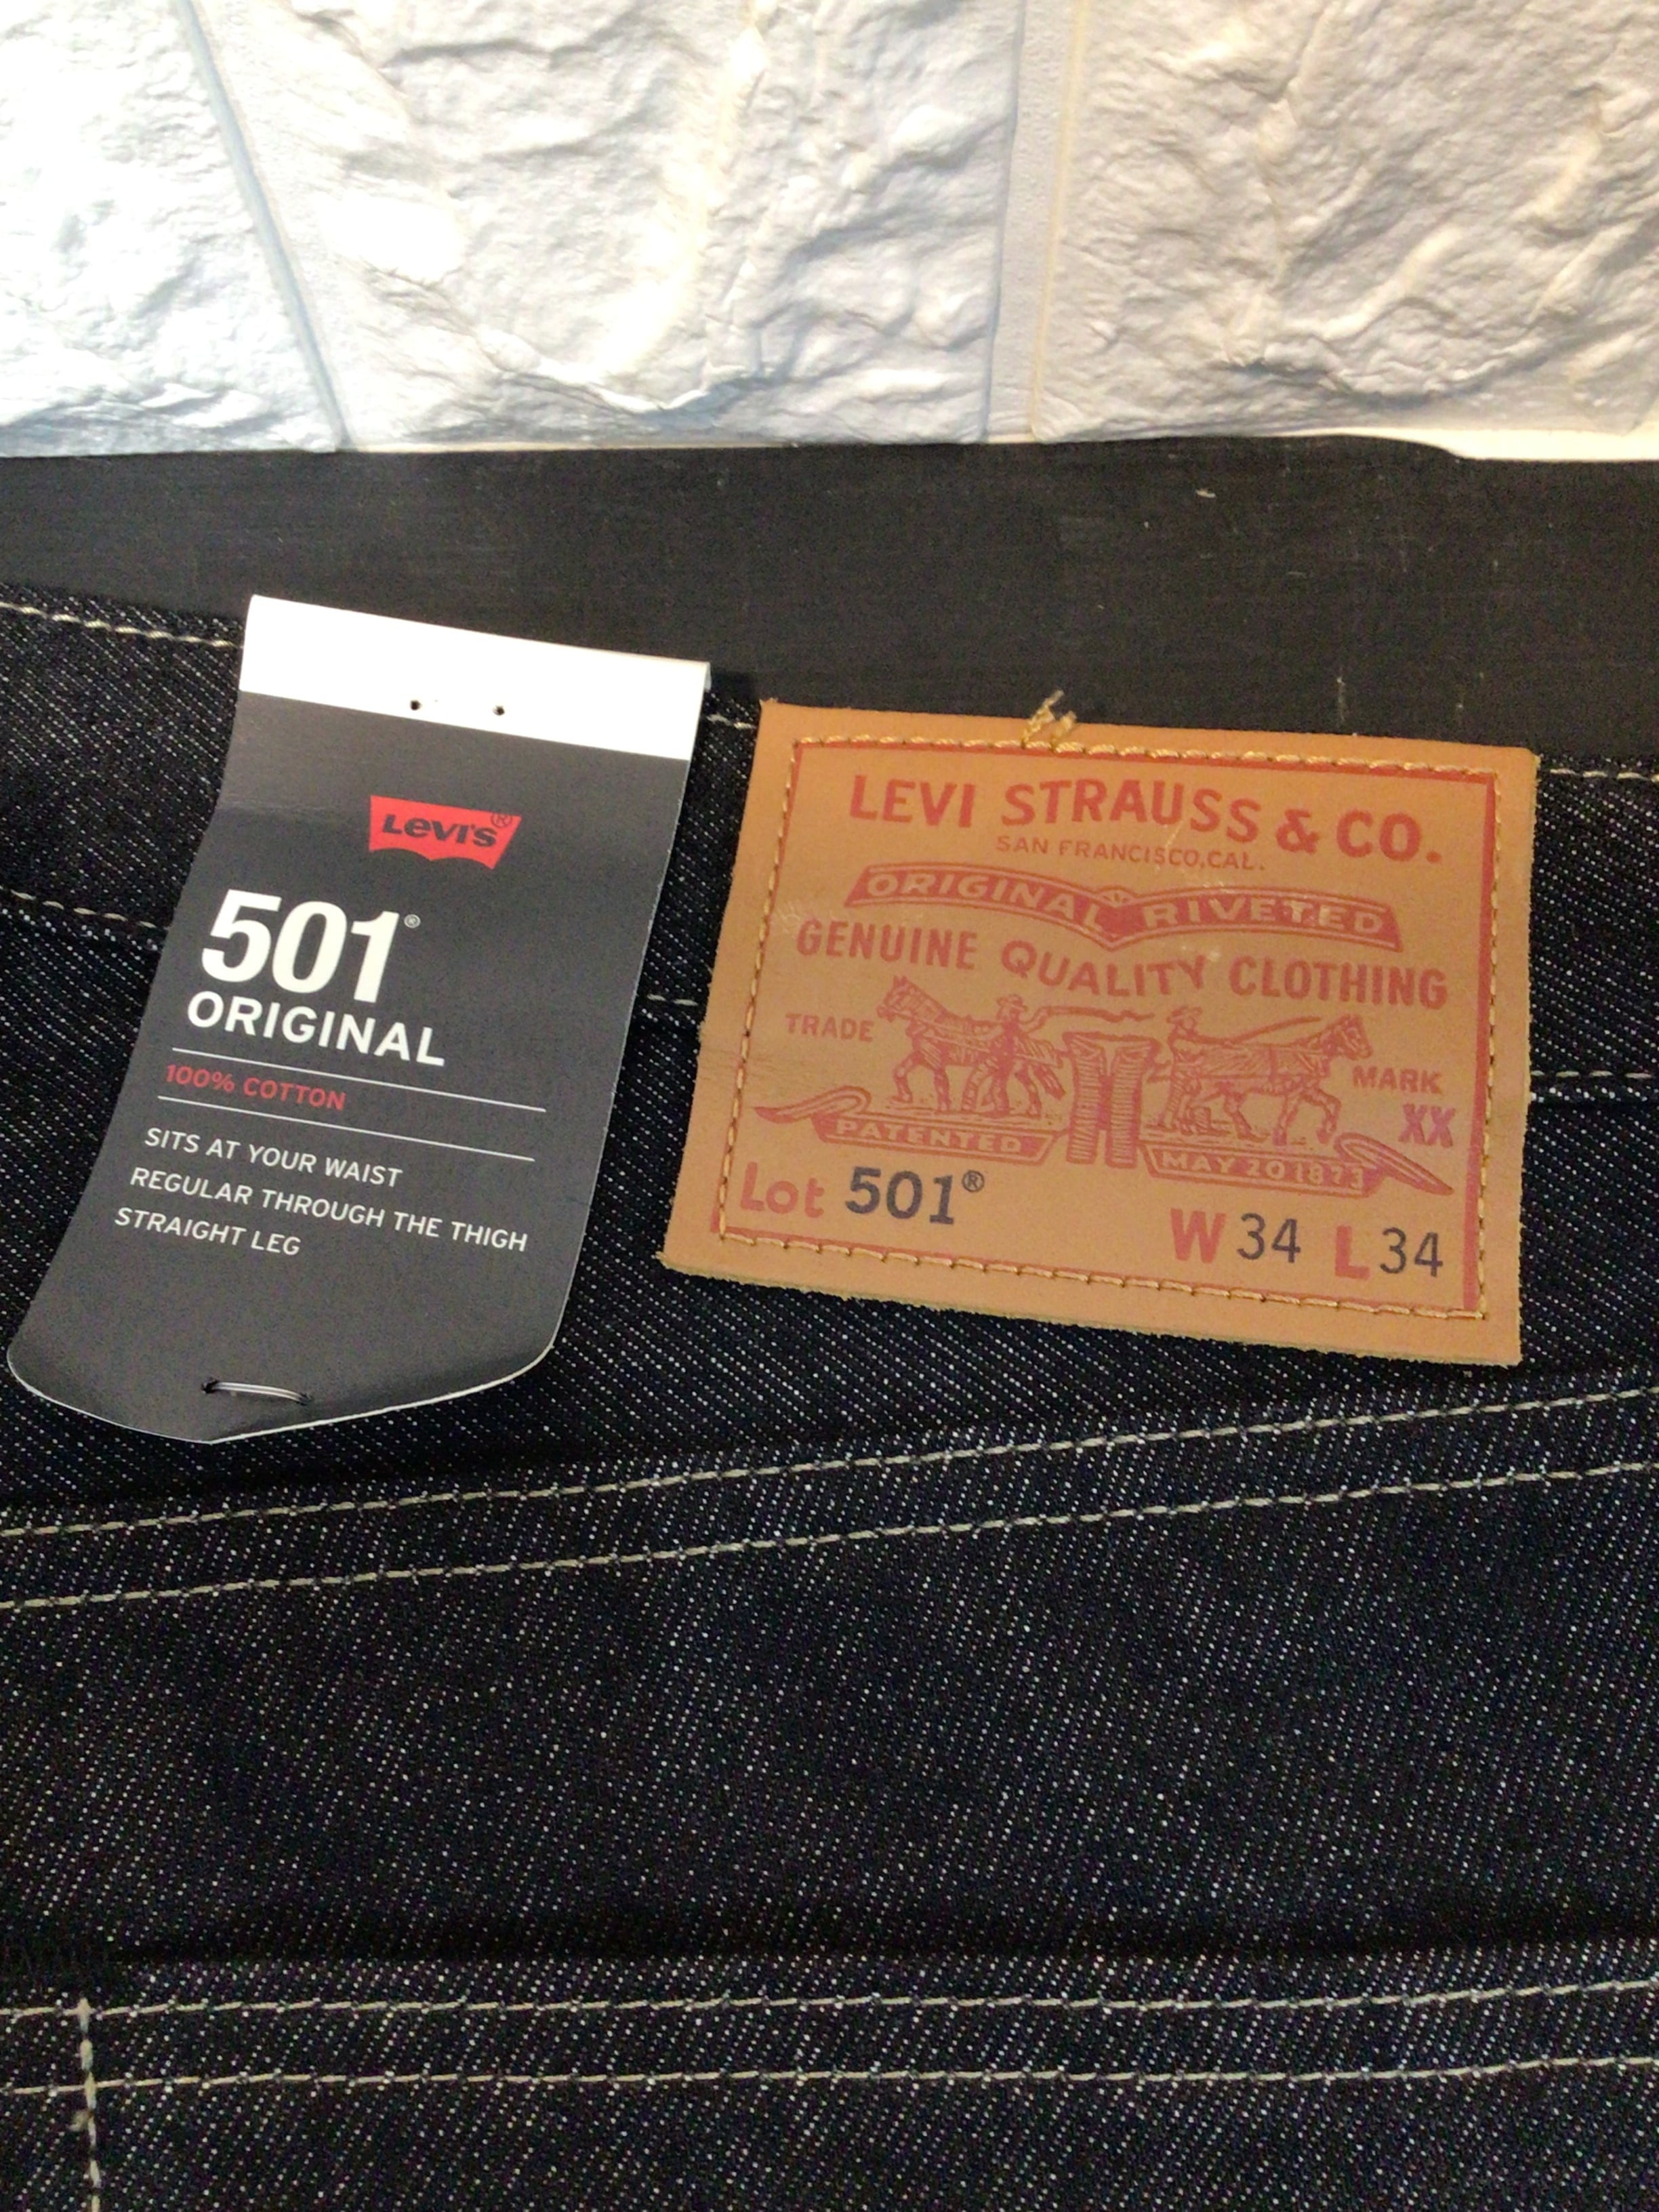 LEVI'S®
501®
ORIGINAL
100% COTTON
SITS AT YOUR WAIST
REGULAR THROUGH THE THIGH
STRAIGHT LEG
LEVI STRAUSS & CO.
SAN FRANCISCO, CAL.
ORIGINAL RIVETED
GENUINE QUALITY CLOTHING
TRADE MARK
XX
PATENTED MAY 20 1873
Lot 501® W 34 L 34